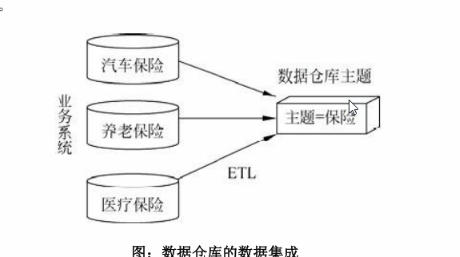 。
汽车保险
数据仓库主题
业务系统
养老保险
主题=保险
ETL
医疗保险
图：数据仓库的数据集成